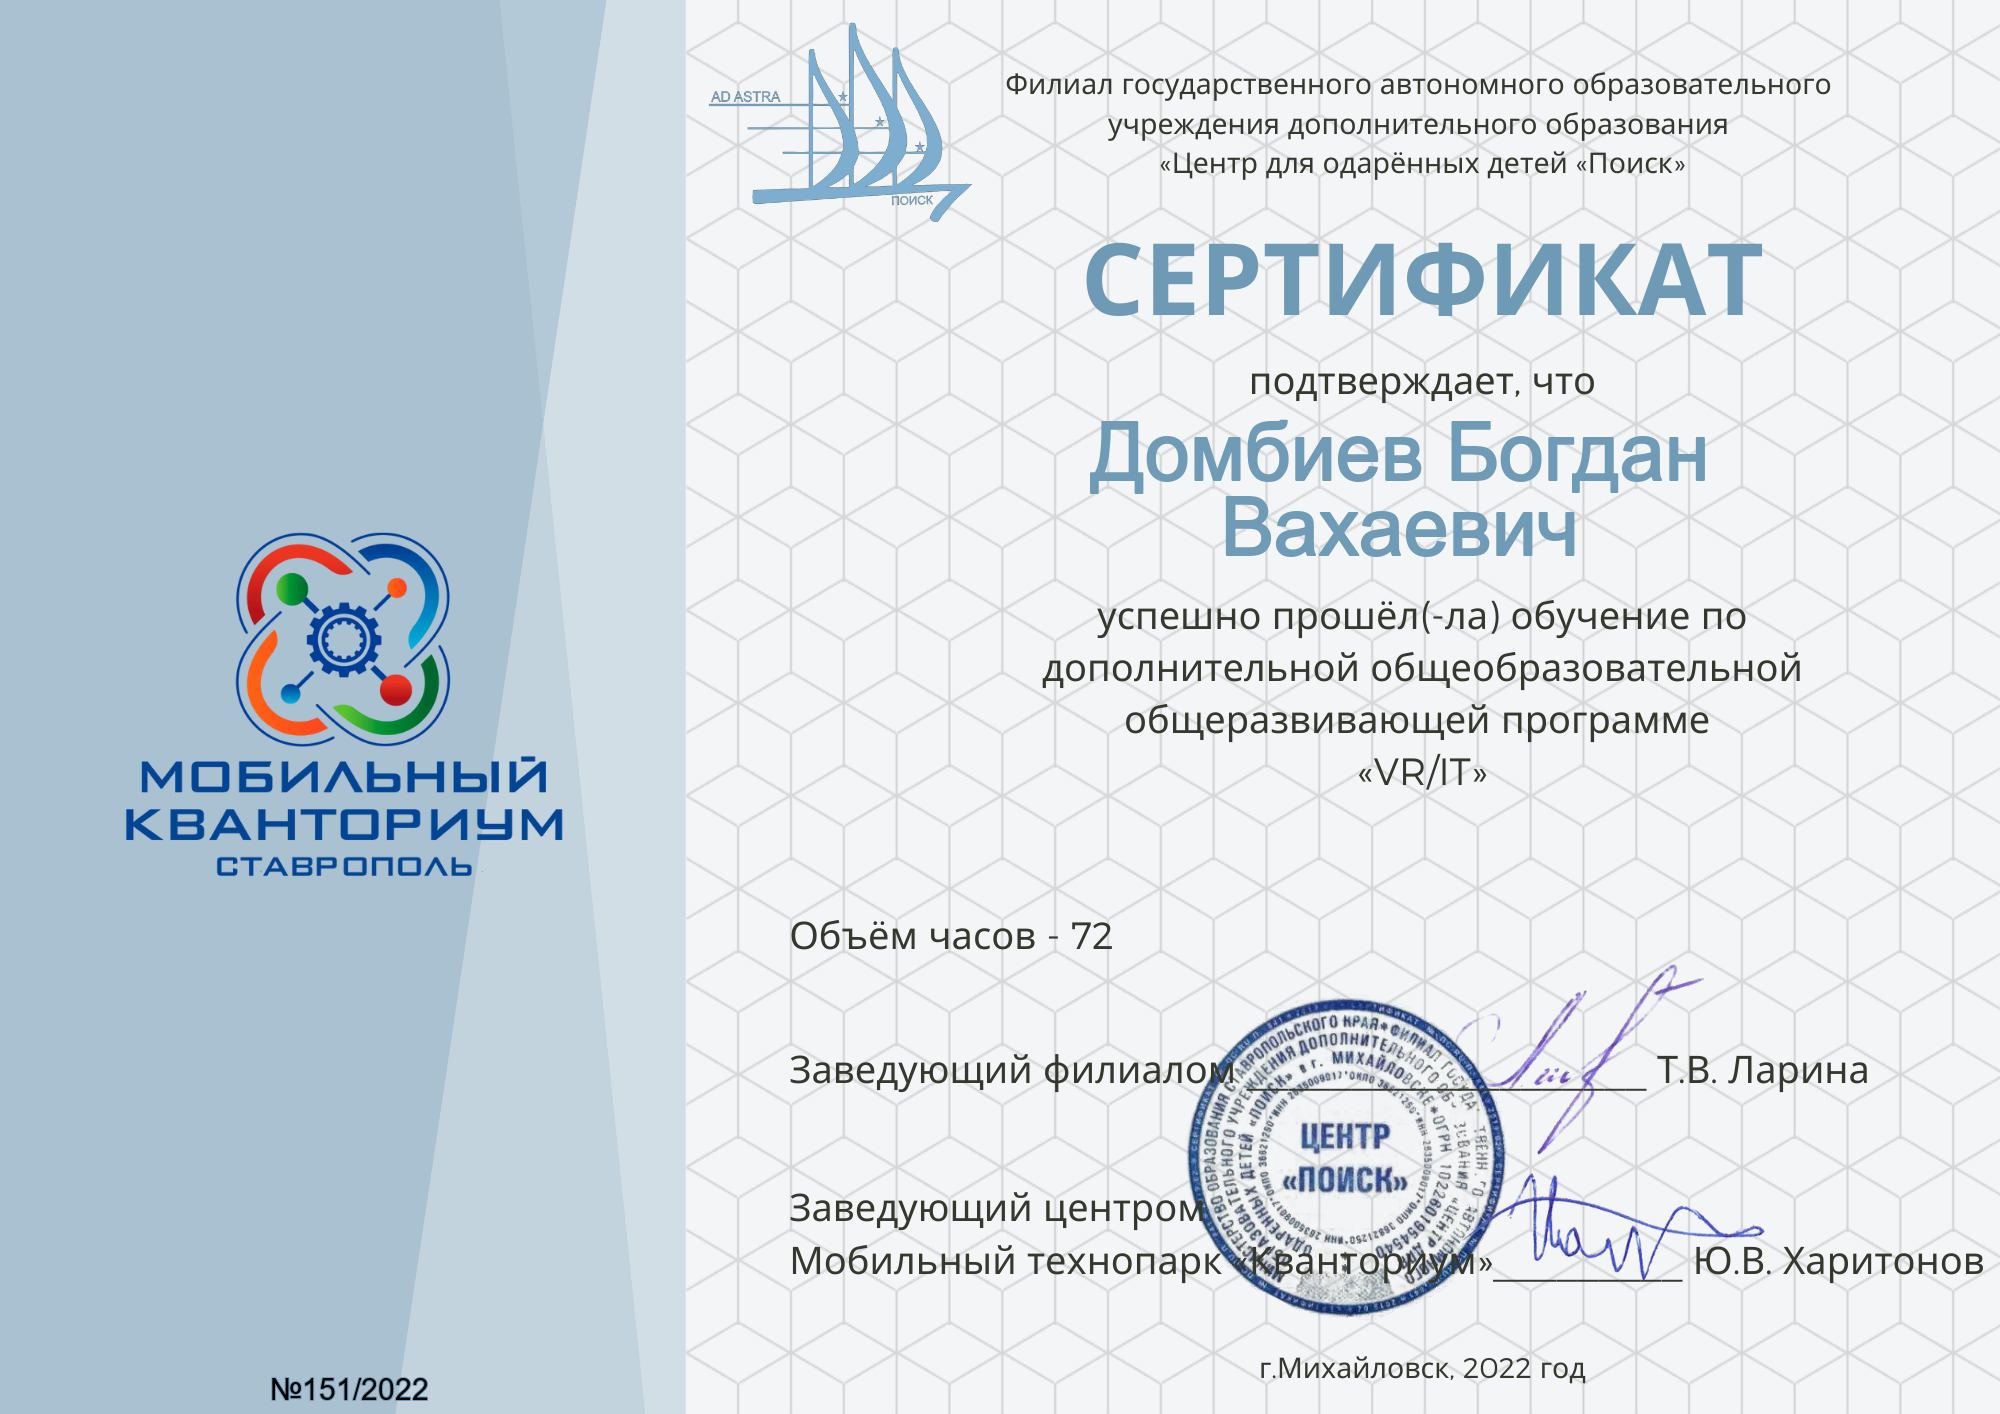 AD ASTRA
ПОИСК
Филиал государственного автономного образовательного
учреждения дополнительного образования
«Центр для одарённых детей «Поиск»
СЕРТИФИКАТ
подтверждает, что
Домбиев Богдан
Вахаевич
успешно прошёл(-ла) обучение по
дополнительной общеобразовательной
общеразвивающей программе
«VR/IT»
МОБИЛЬНЫЙ
КВАНТОРИУМ
СТАВРОПОЛЬ
Объём часов - 72
Заведующий филиалом Т.В. Ларина
ЦЕНТР
«ПОИСК»
Заведующий центром
Мобильный технопарк «Кванториум»__________ Ю.В. Харитонов
г.Михайловск, 2022 год
№151/2022